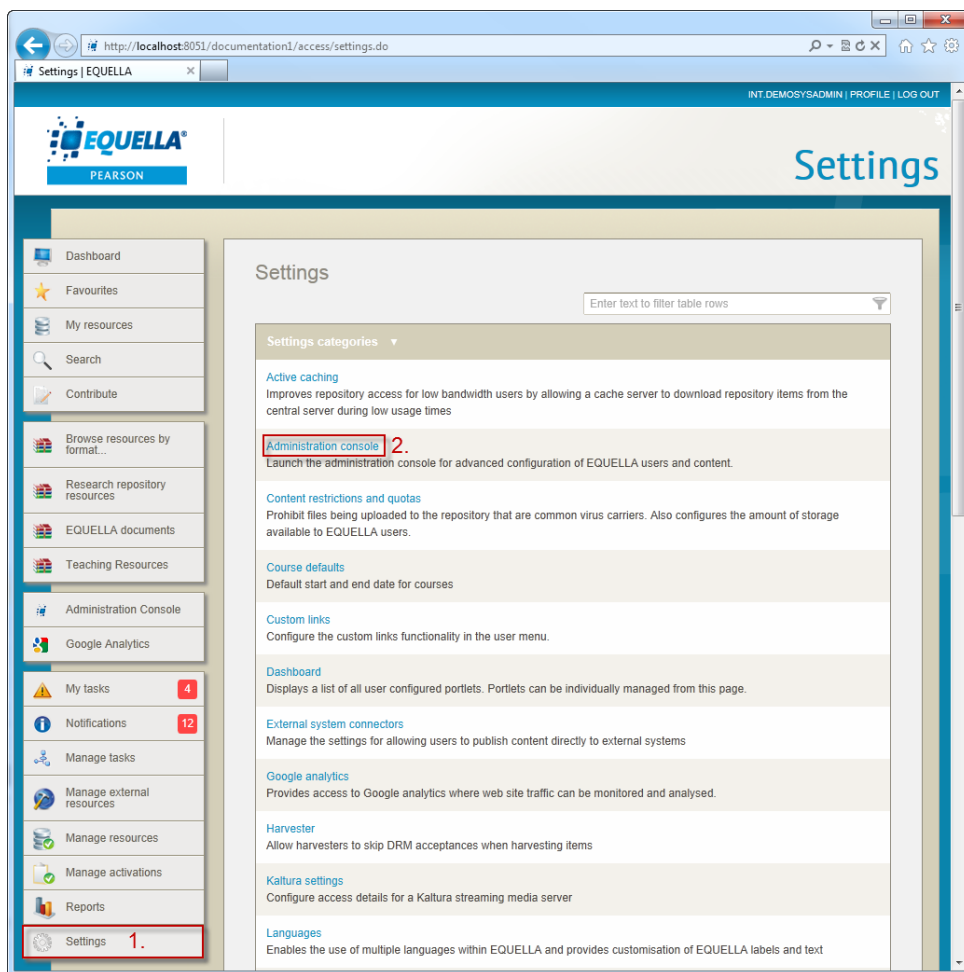 http://localhost:8051/documentation1/access/settings.do
Settings | EQUELLA
INT.DEMOSYSADMIN | PROFILE | LOG OUT
EQUELLA®
PEARSON
Settings
Dashboard
Favourites
My resources
Search
Contribute
Browse resources by
format...
Research repository
resources
EQUELLA documents
Teaching Resources
Administration Console
Google Analytics
My tasks 4
Notifications 12
Manage tasks
Manage external
resources
Manage resources
Manage activations
Reports
Settings 1.
Settings
Enter text to filter table rows
Settings categories
Active caching
Improves repository access for low bandwidth users by allowing a cache server to download repository items from the
central server during low usage times
Administration console 2.
Launch the administration console for advanced configuration of EQUELLA users and content.
Content restrictions and quotas
Prohibit files being uploaded to the repository that are common virus carriers. Also configures the amount of storage
available to EQUELLA users.
Course defaults
Default start and end date for courses
Custom links
Configure the custom links functionality in the user menu.
Dashboard
Displays a list of all user configured portlets. Portlets can be individually managed from this page.
External system connectors
Manage the settings for allowing users to publish content directly to external systems
Google analytics
Provides access to Google analytics where web site traffic can be monitored and analysed.
Harvester
Allow harvesters to skip DRM acceptances when harvesting items
Kaltura settings
Configure access details for a Kaltura streaming media server
Languages
Enables the use of multiple languages within EQUELLA and provides customisation of EQUELLA labels and text